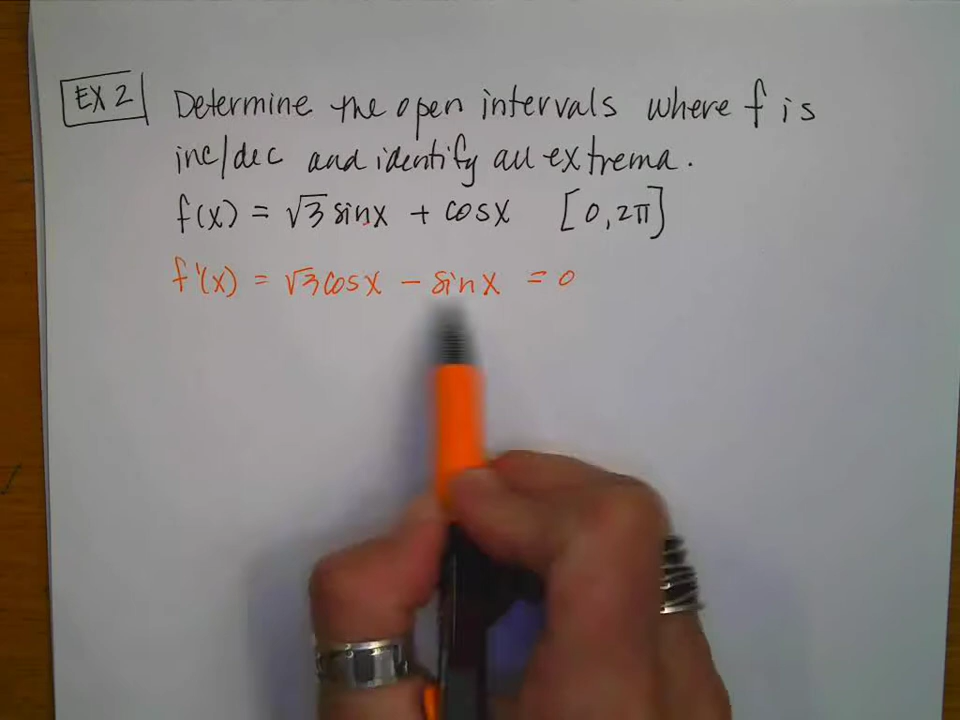 EX 2 Determine the open intervals where f is
inc/dec and identify all extrema.
f(x) = √3 sinx + cosx [0, 2π]
f'(x) = √3 cosx − sinx = 0